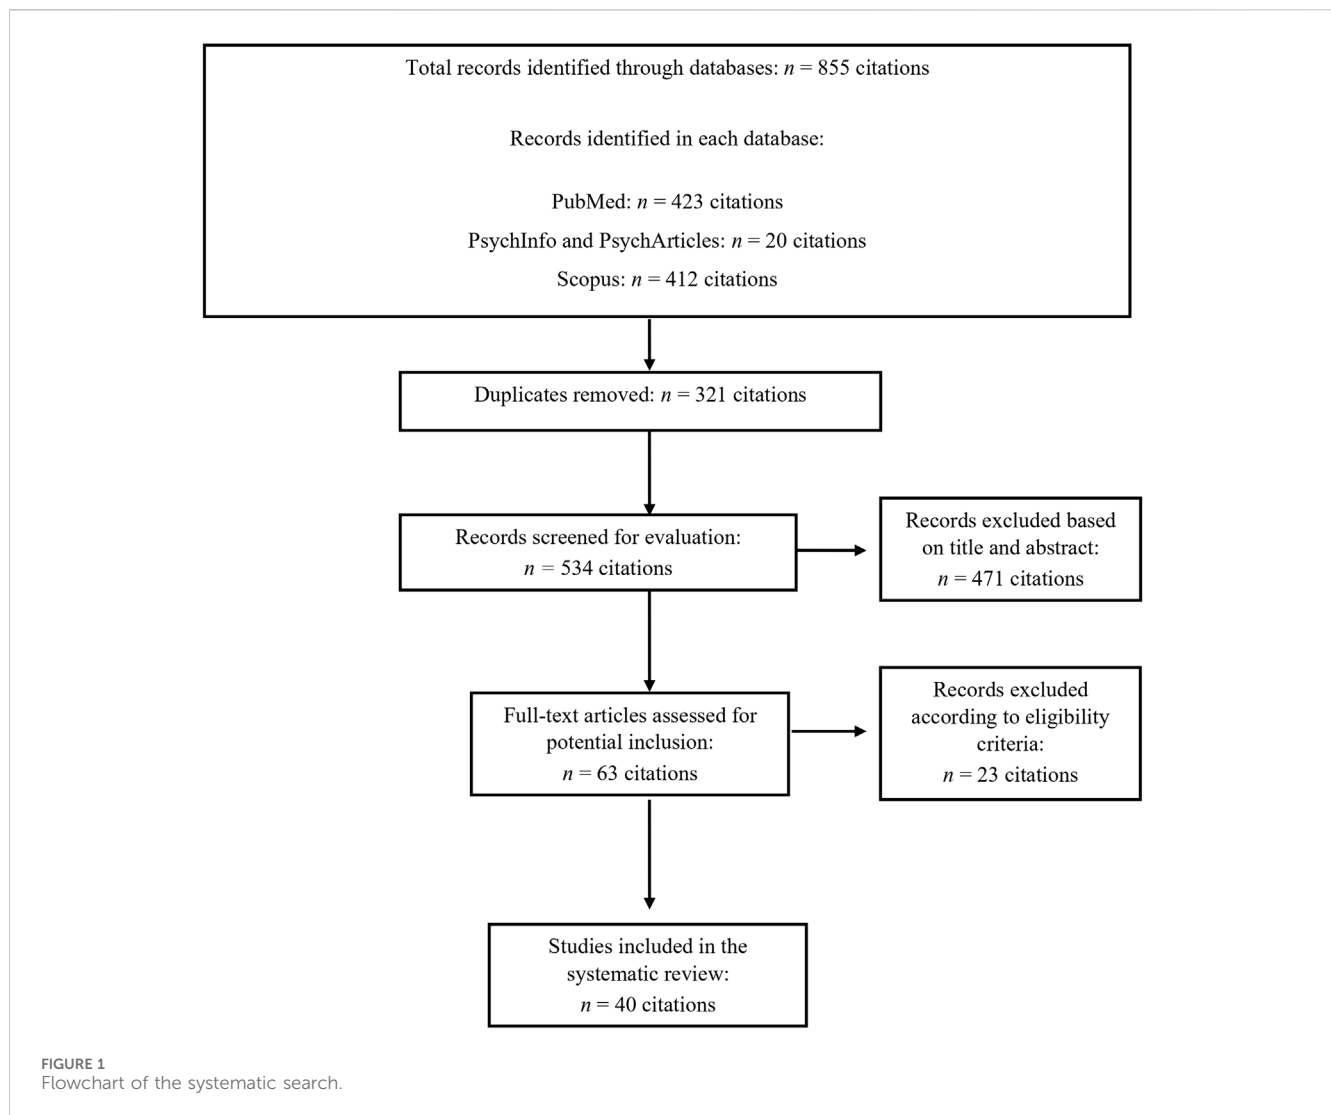 Total records identified through databases: n = 855 citations
Records identified in each database:
PubMed: n = 423 citations
PsychInfo and PsychArticles: n = 20 citations
Scopus: n = 412 citations
Duplicates removed: n = 321 citations
Records screened for evaluation:
n = 534 citations
Records excluded based
on title and abstract:
n = 471 citations
Full-text articles assessed for
potential inclusion:
n = 63 citations
Records excluded
according to eligibility
criteria:
n = 23 citations
Studies included in the
systematic review:
n = 40 citations
FIGURE 1
Flowchart of the systematic search.